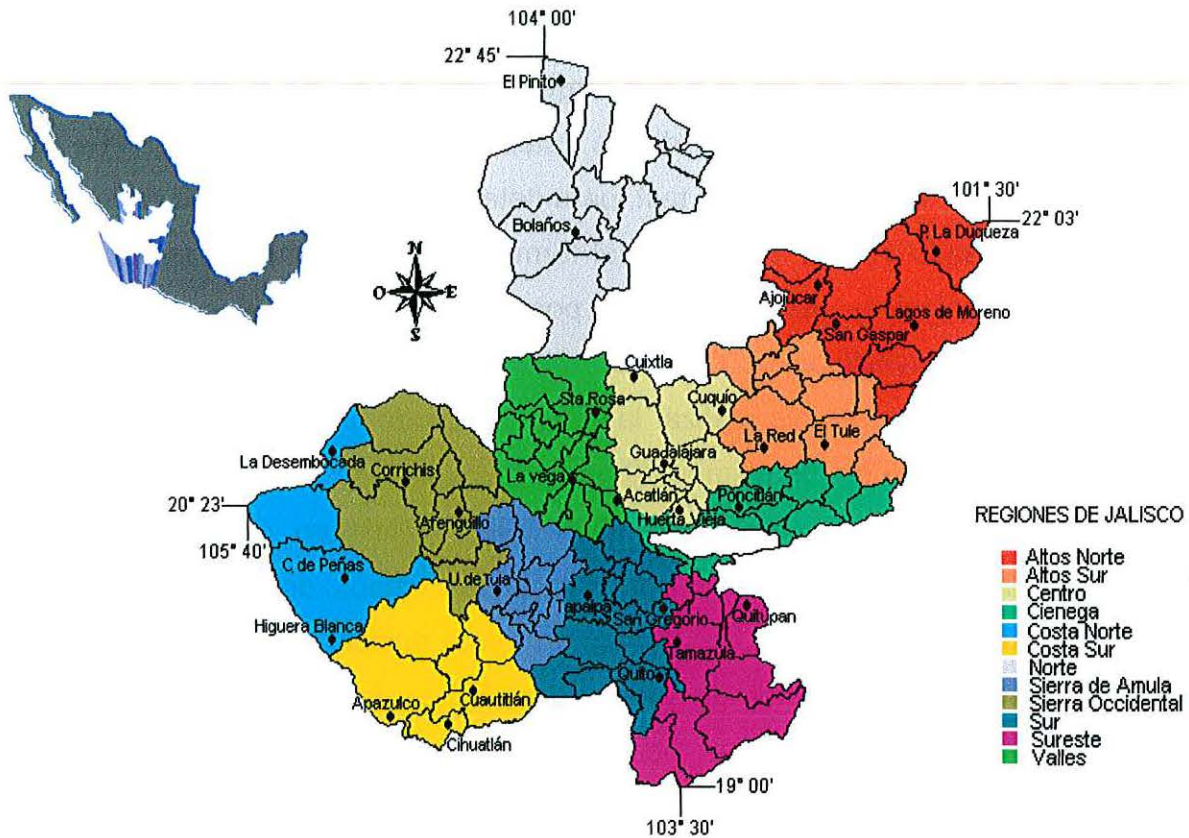 104° 00'
22° 45'
El Pinito
101° 30'
22° 03'
P. La Duqueza
Bolaños
N
O E
S
Ajojucar
Lagos de Moreno
San Gaspar
Cuixtla
Sta.Rosa
Cuquío
La Red
El Tule
La Desembocada
Corrichis
Guadalajara
La vega
Acatlán
Poncitlán
Huerta Vieja
20° 23'
105° 40'
Atenguillo
C. de Peñas
U. de Tula
Tapalpa
San Gregorio
Quitupan
Higuera Blanca
Tamazula
Quito
Apazulco
Cuautitlán
Cihuatlán
19° 00'
103° 30'
REGIONES DE JALISCO
Altos Norte
Altos Sur
Centro
Cienega
Costa Norte
Costa Sur
Norte
Sierra de Amula
Sierra Occidental
Sur
Sureste
Valles